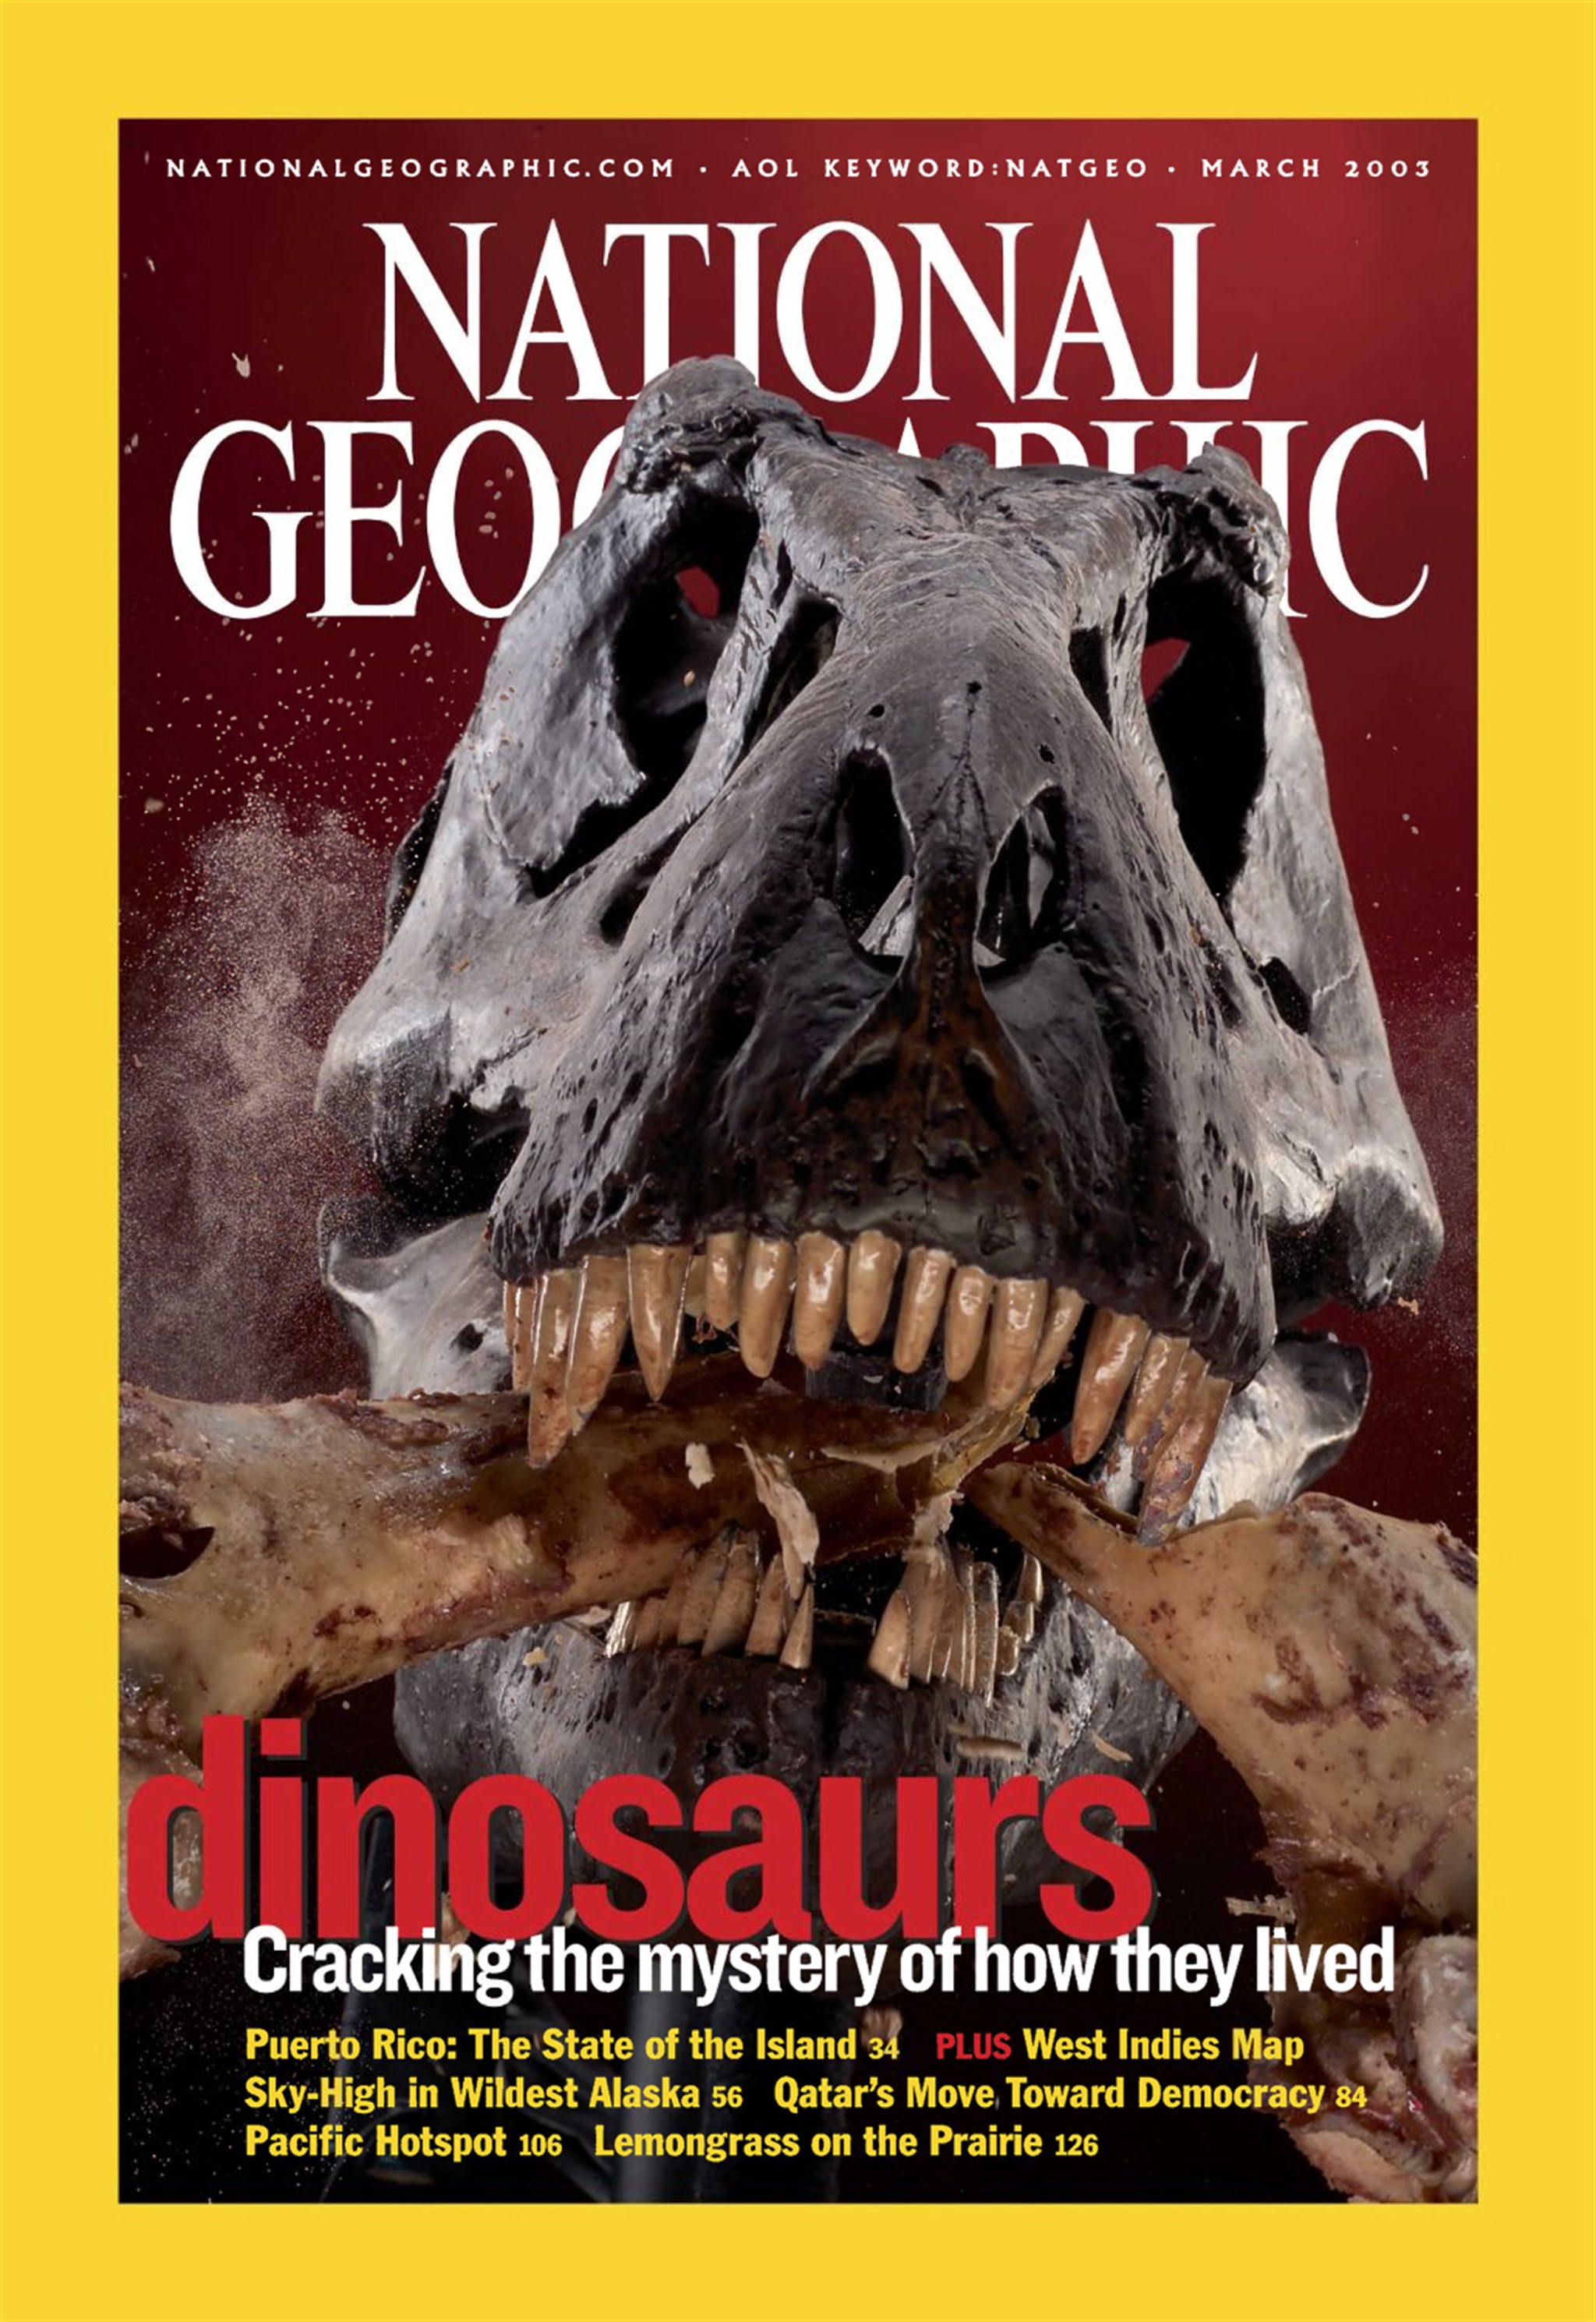 NATIONALGEOGRAPHIC.COM · AOL KEYWORD:NATGEO · MARCH 2003
NATIONAL
GEOGRAPHIC
dinosaurs
Cracking the mystery of how they lived
Puerto Rico: The State of the Island 34 PLUS West Indies Map
Sky-High in Wildest Alaska 56 Qatar’s Move Toward Democracy 84
Pacific Hotspot 106 Lemongrass on the Prairie 126